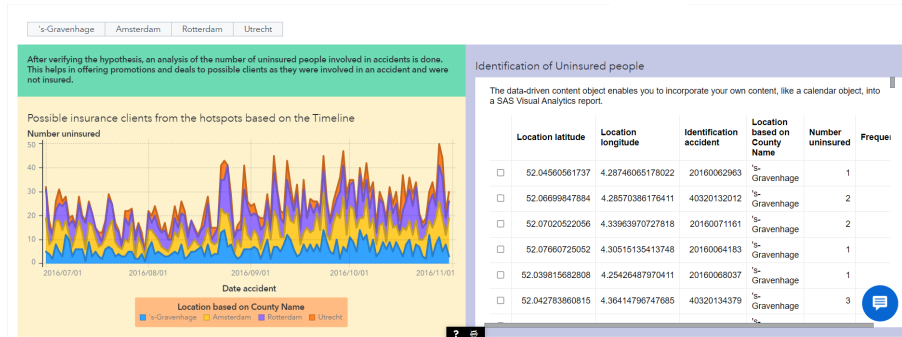 's-Gravenhage Amsterdam Rotterdam Utrecht
After verifying the hypothesis, an analysis of the number of uninsured people involved in accidents is done.
This helps in offering promotions and deals to possible clients as they were involved in an accident and were
not insured.
Possible insurance clients from the hotspots based on the Timeline
Number uninsured
50
40
30
20
10
0
2016/07/01 2016/08/01 2016/09/01 2016/10/01 2016/11/01
Date accident
Location based on County Name
's-Gravenhage Amsterdam Rotterdam Utrecht
Identification of Uninsured people
The data-driven content object enables you to incorporate your own content, like a calendar object, into
a SAS Visual Analytics report.
Location latitude Location longitude Identification accident Location based on County Name Number uninsured Frequen
52.04560561737 4.28746065178022 20160062963 's-Gravenhage 1
52.06699847884 4.28570386176411 40320132012 's-Gravenhage 2
52.07020522056 4.33963970727819 20160071161 's-Gravenhage 2
52.07660725052 4.30515135413748 20160064183 's-Gravenhage 1
52.039815682808 4.25426487970411 20160068037 's-Gravenhage 1
52.042783860815 4.36414796747685 40320134379 's-Gravenhage 3
's-
?